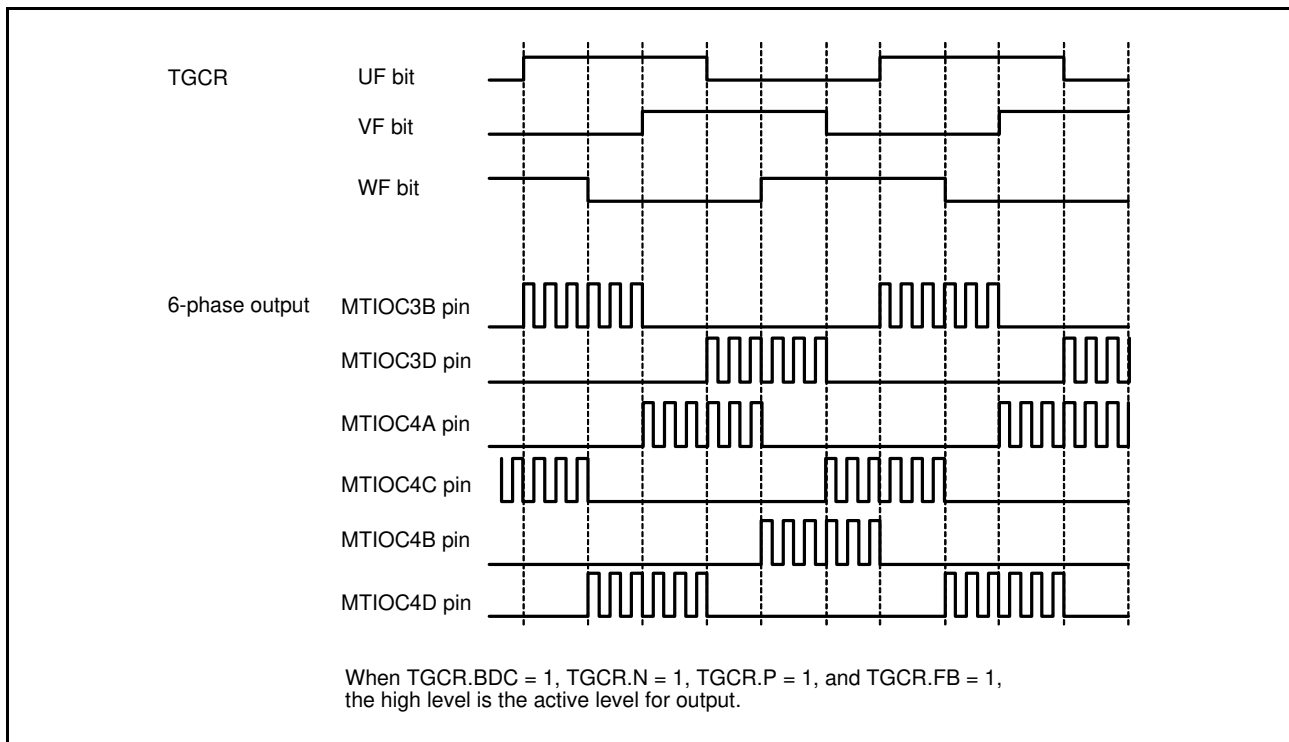 TGCR UF bit
VF bit
WF bit
6-phase output MTIOC3B pin
MTIOC3D pin
MTIOC4A pin
MTIOC4C pin
MTIOC4B pin
MTIOC4D pin
When TGCR.BDC = 1, TGCR.N = 1, TGCR.P = 1, and TGCR.FB = 1,
the high level is the active level for output.